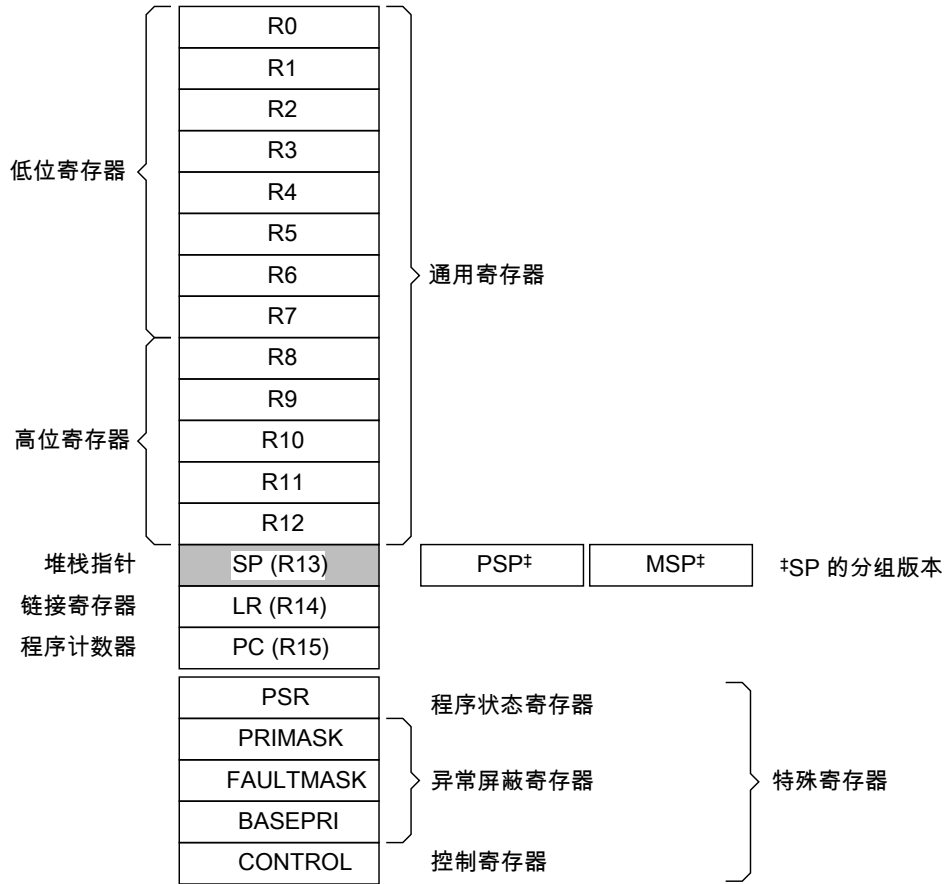 R0
R1
R2
R3
低位寄存器
R4
R5
R6
通用寄存器
R7
R8
R9
高位寄存器
R10
R11
R12
堆栈指针 SP (R13) PSP‡ MSP‡ ‡SP 的分组版本
链接寄存器 LR (R14)
程序计数器 PC (R15)
PSR 程序状态寄存器
PRIMASK
FAULTMASK 异常屏蔽寄存器 特殊寄存器
BASEPRI
CONTROL 控制寄存器